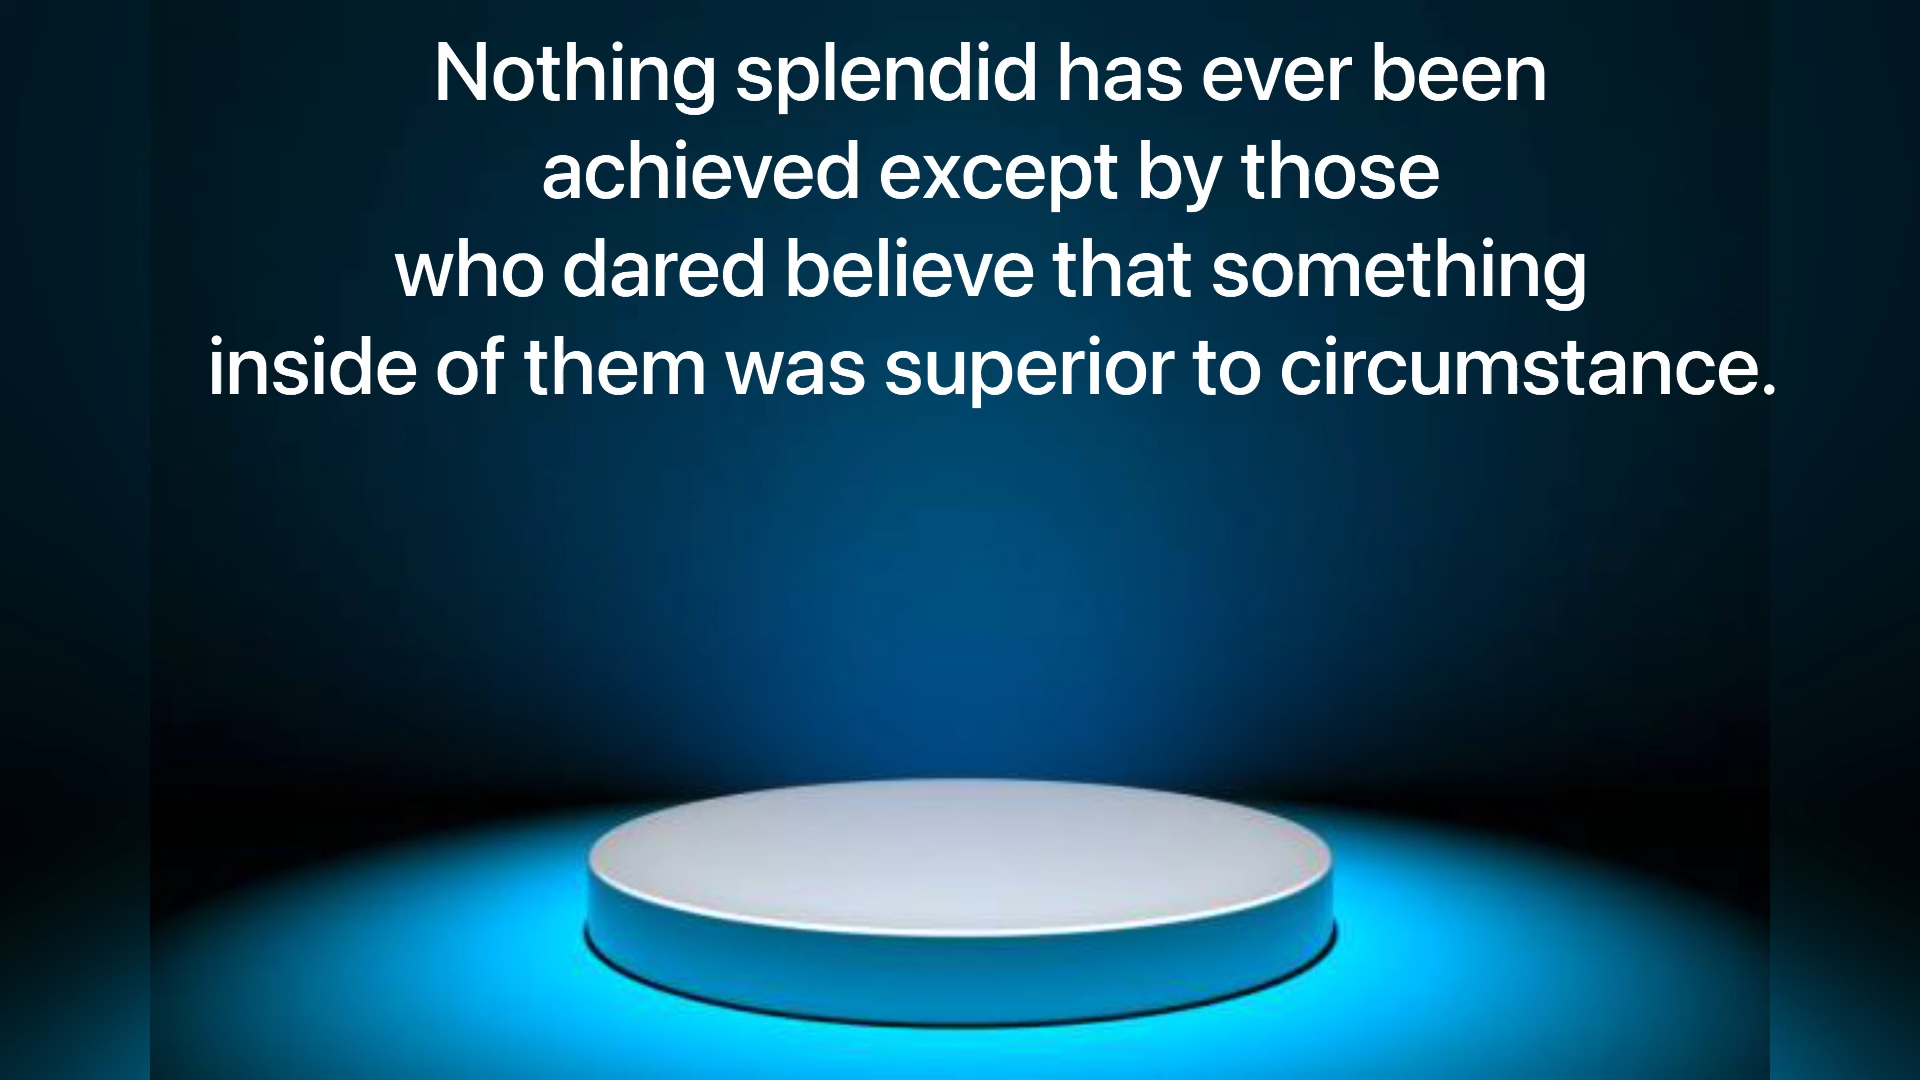 Nothing splendid has ever been
achieved except by those
who dared believe that something
inside of them was superior to circumstance.